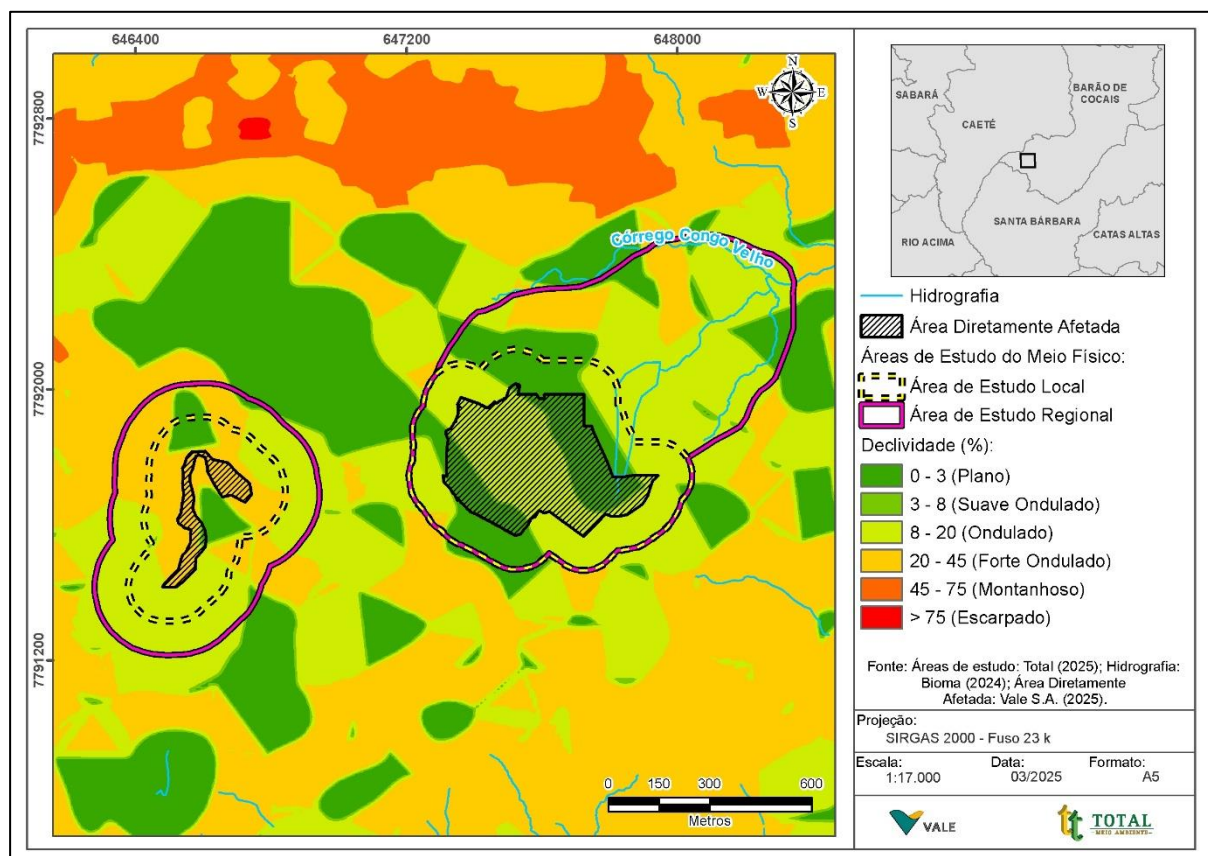 646400
647200
648000
7792800
7792000
7791200
N
W
E
S
Córrego Congo Velho
0
150
300
600
Metros
SABARÁ
BARÃO DE
COCAIS
CAETÉ
SANTA BÁRBARA
RIO ACIMA
CATAS ALTAS
Hidrografia
Área Diretamente Afetada
Áreas de Estudo do Meio Físico:
Área de Estudo Local
Área de Estudo Regional
Declividade (%):
0 - 3 (Plano)
3 - 8 (Suave Ondulado)
8 - 20 (Ondulado)
20 - 45 (Forte Ondulado)
45 - 75 (Montanhoso)
> 75 (Escarpado)
Fonte: Áreas de estudo: Total (2025); Hidrografia:
Bioma (2024); Área Diretamente
Afetada: Vale S.A. (2025).
Projeção:
SIRGAS 2000 - Fuso 23 k
Escala: Data: Formato:
1:17.000 03/2025 A5
VALE
TOTAL
MEIO AMBIENTE